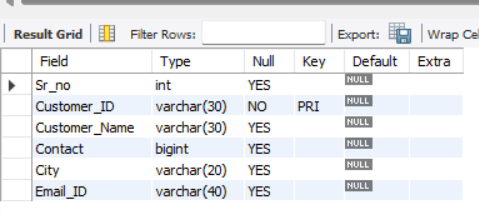 Result Grid Filter Rows: Export: Wrap Ce
Field Type Null Key Default Extra
Sr_no int YES NULL
Customer_ID varchar(30) NO PRI NULL
Customer_Name varchar(30) YES NULL
Contact bigint YES NULL
City varchar(20) YES NULL
Email_ID varchar(40) YES NULL